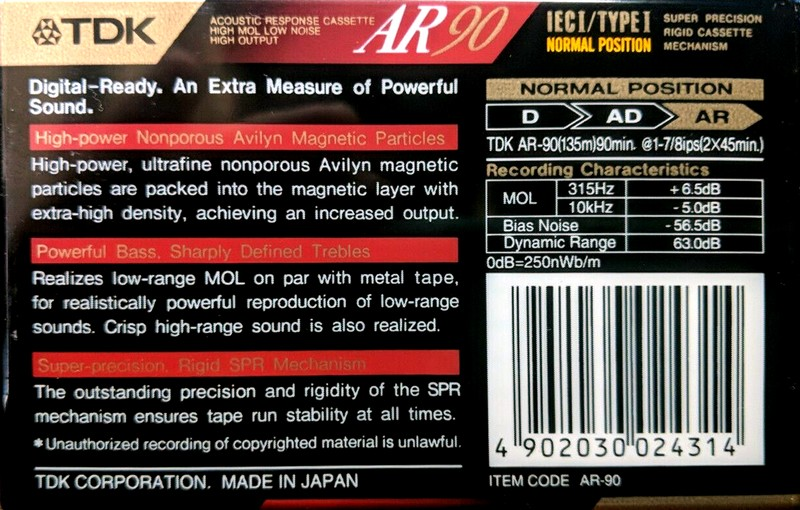 TDK
ACOUSTIC RESPONSE CASSETTE
HIGH MOL LOW NOISE
HIGH OUTPUT
AR90
IECI/TYPE I
NORMAL POSITION
SUPER PRECISION
RIGID CASSETTE
MECHANISM
Digital-Ready. An Extra Measure of Powerful
Sound.
High-power Nonporous Avilyn Magnetic Particles
High-power, ultrafine nonporous Avilyn magnetic
particles are packed into the magnetic layer with
extra-high density, achieving an increased output.
Powerful Bass, Sharply Defined Trebles
Realizes low-range MOL on par with metal tape,
for realistically powerful reproduction of low-range
sounds. Crisp high-range sound is also realized.
Super-precision, Rigid SPR Mechanism
The outstanding precision and rigidity of the SPR
mechanism ensures tape run stability at all times.
*Unauthorized recording of copyrighted material is unlawful.
TDK CORPORATION. MADE IN JAPAN
NORMAL POSITION
D AD AR
TDK AR-90(135m)90min. @1-7/8ips(2X45min.)
Recording Characteristics
MOL 315Hz +6.5dB
10kHz -5.0dB
Bias Noise -56.5dB
Dynamic Range 63.0dB
0dB=250nWb/m
4 902030 024314
ITEM CODE AR-90